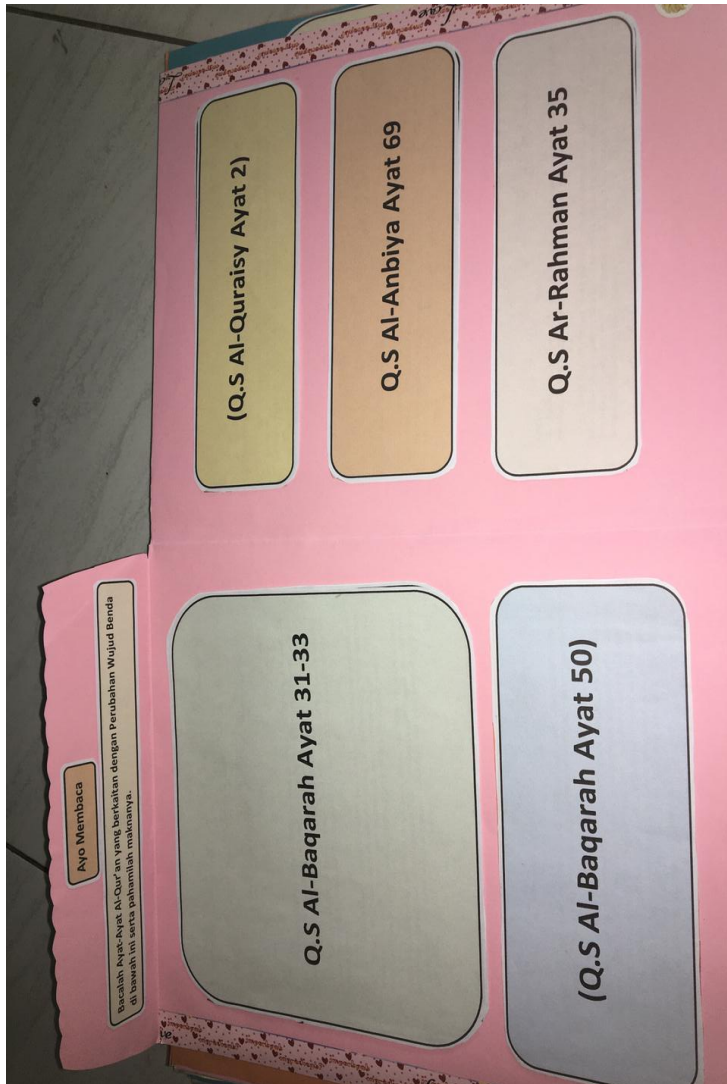 Ayo Membaca
Bacalah Ayat-Ayat Al-Qur'an yang berkaitan dengan Perubahan Wujud Benda
di bawah ini serta pahamilah maknanya.
Q.S Al-Baqarah Ayat 31-33
(Q.S Al-Baqarah Ayat 50)
(Q.S Al-Quraisy Ayat 2)
Q.S Al-Anbiya Ayat 69
Q.S Ar-Rahman Ayat 35